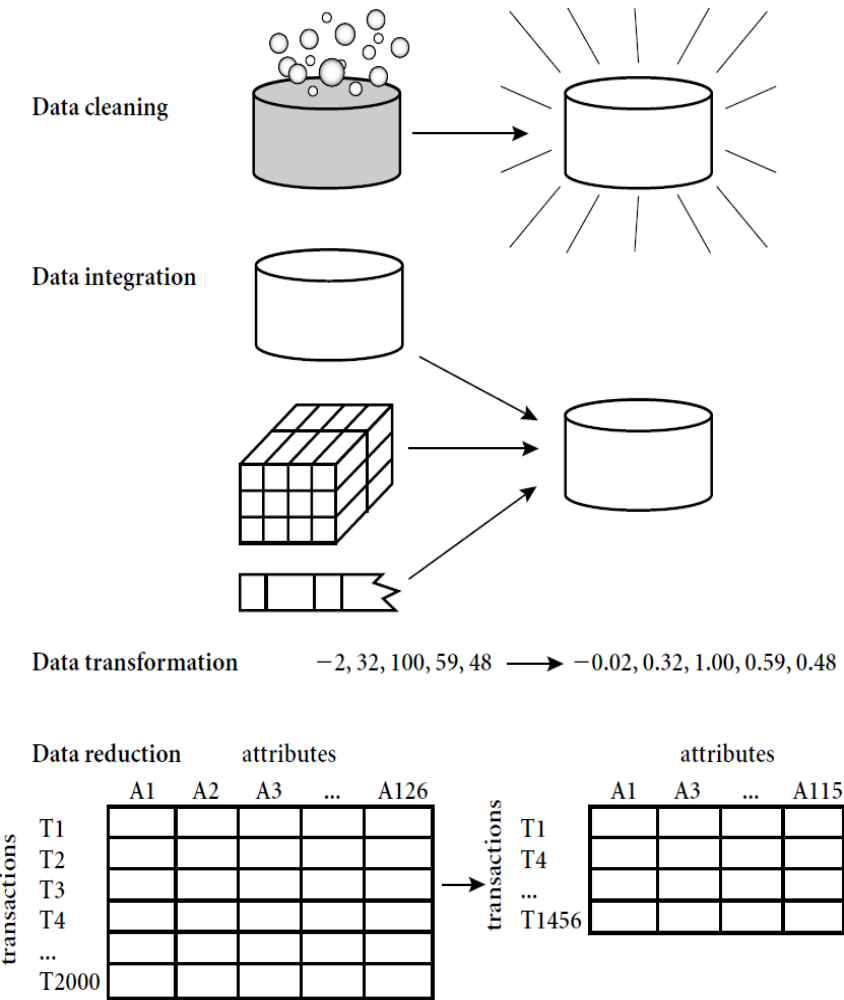 Data cleaning
Data integration
Data transformation −2, 32, 100, 59, 48 −0.02, 0.32, 1.00, 0.59, 0.48
Data reduction attributes attributes
A1 A2 A3 ... A126 A1 A3 ... A115
transactions transactions
T1 T1
T2 T4
T3 ...
T4 T1456
...
T2000